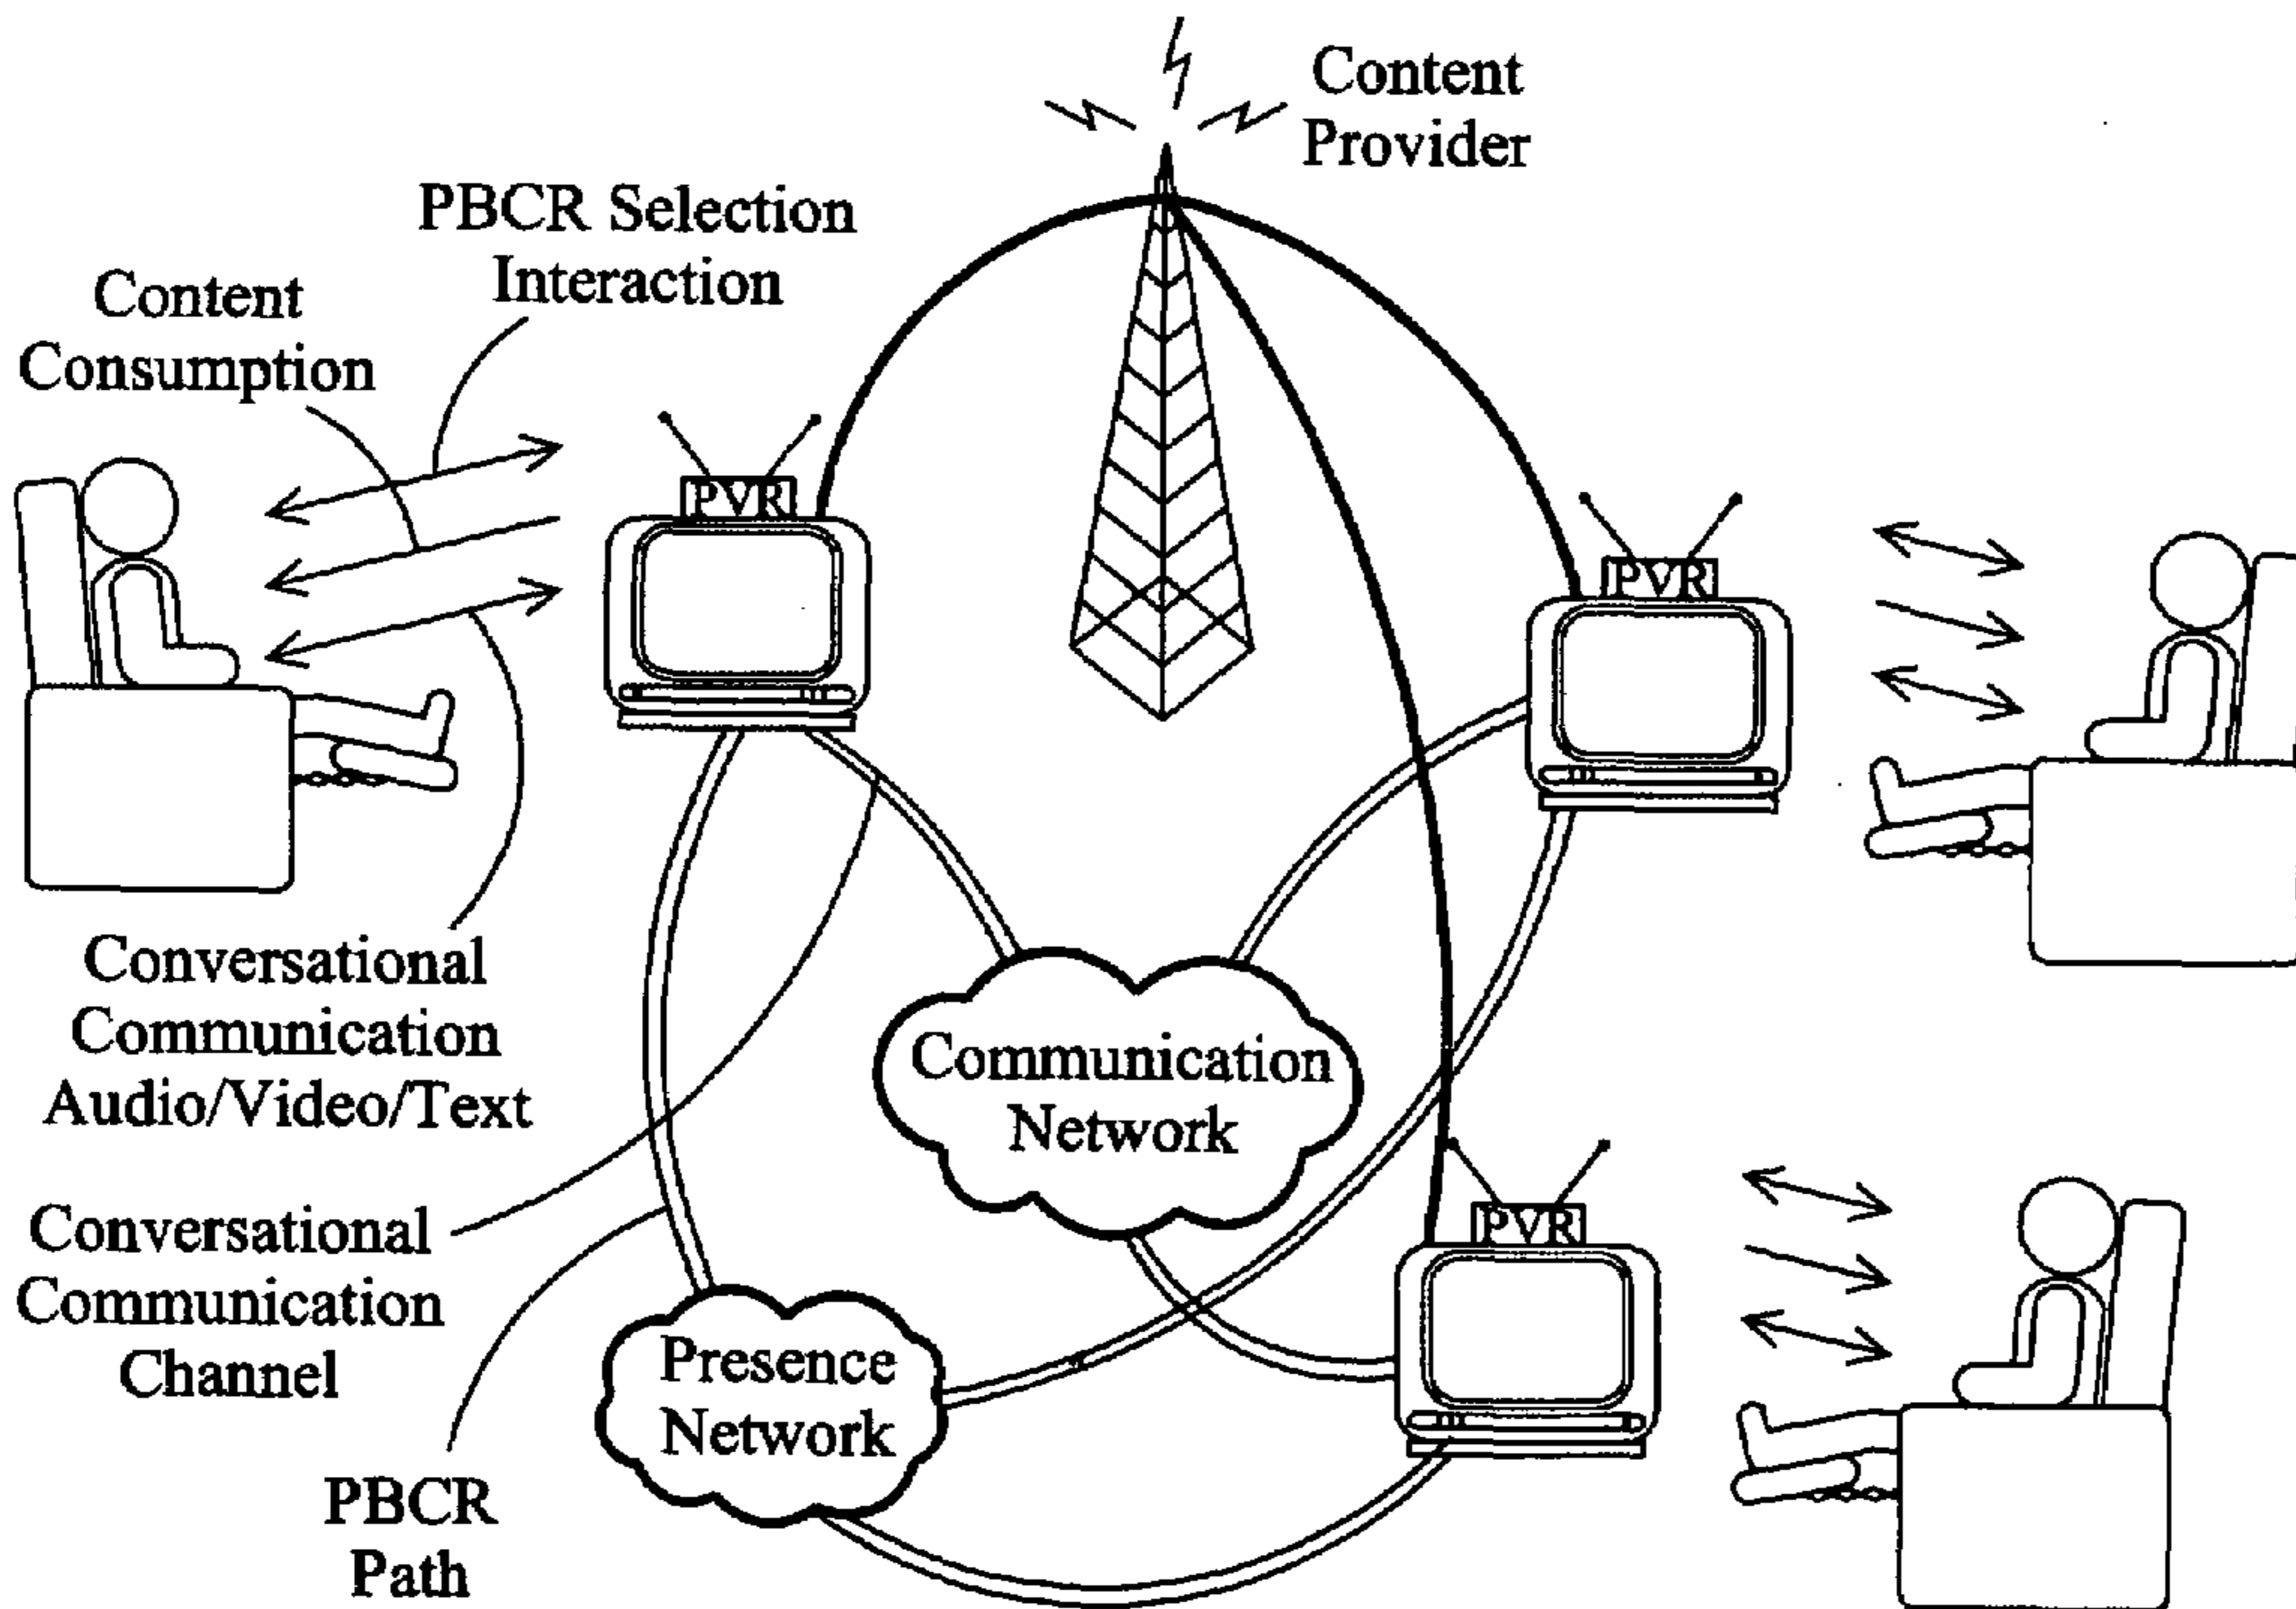 Content
Provider
PBCR Selection
Interaction
Content
Consumption
PVR
PVR
Conversational
Communication
Audio/Video/Text
Communication
Network
Conversational
Communication
Channel
PVR
Presence
Network
PBCR
Path